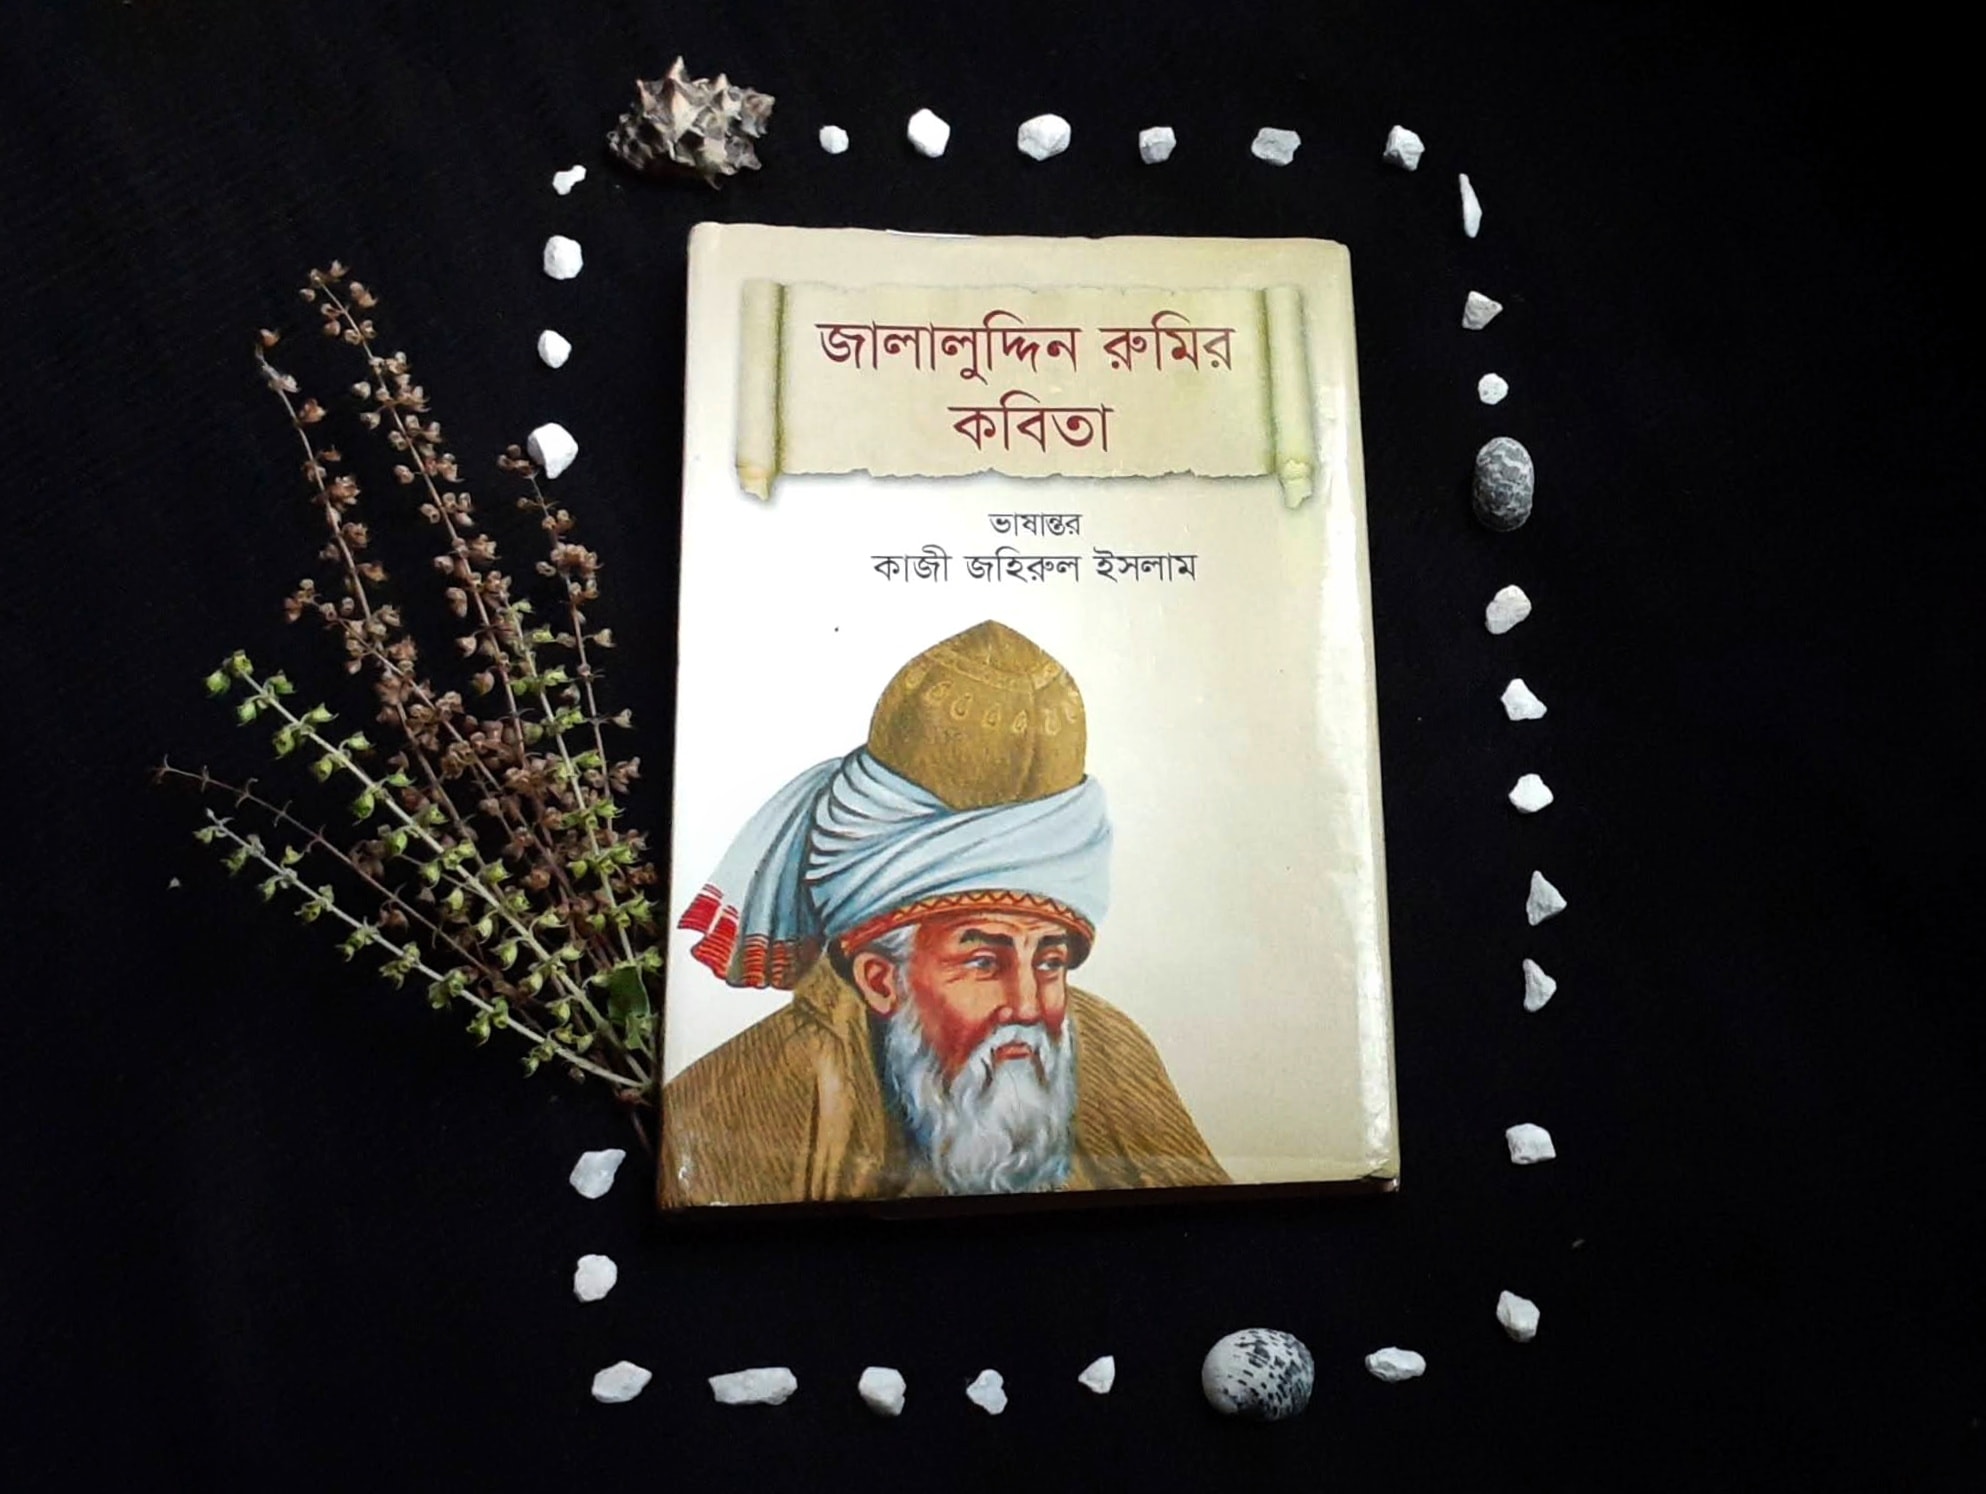 জালালুদ্দিন রুমির
কবিতা
ভাষান্তর
কাজী জহিরুল ইসলাম